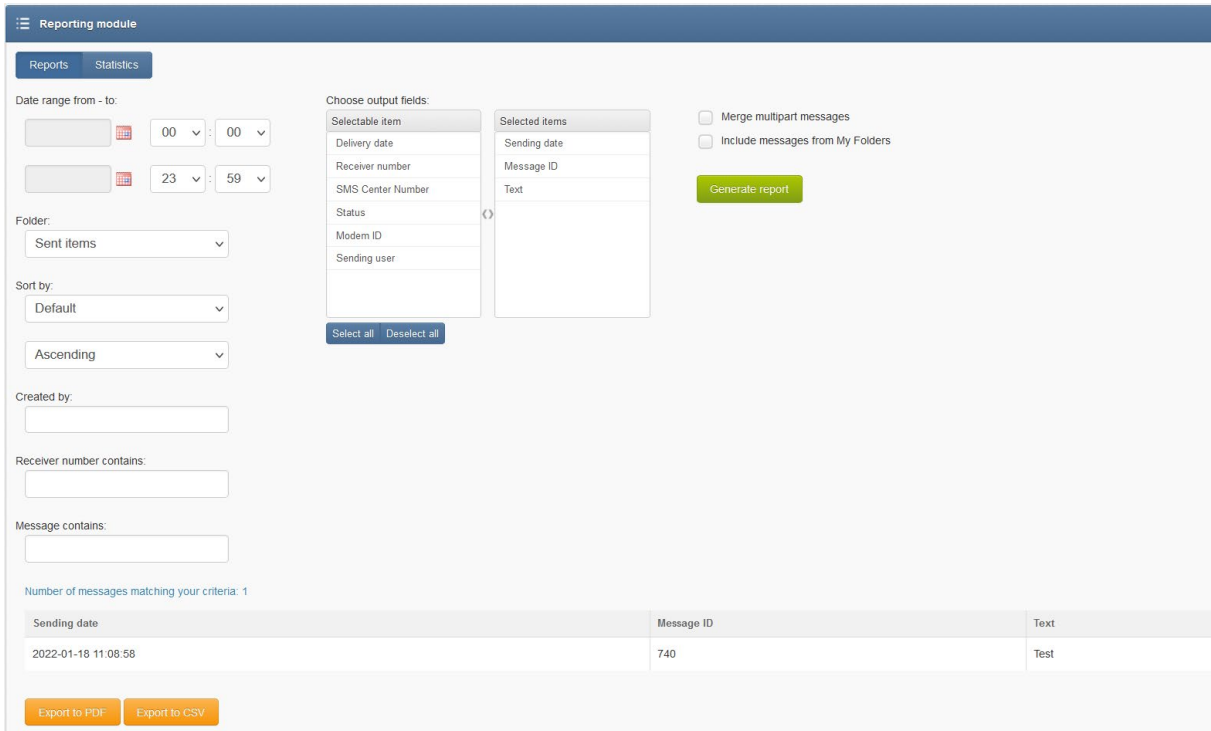 Reporting module
Reports Statistics
Date range from - to:
00 : 00
23 : 59
Folder:
Sent items
Sort by:
Default
Ascending
Created by:
Receiver number contains:
Message contains:
Choose output fields:
Selectable item
Delivery date
Receiver number
SMS Center Number
Status
Modem ID
Sending user
Select all Deselect all
Selected items
Sending date
Message ID
Text
Merge multipart messages
Include messages from My Folders
Generate report
Number of messages matching your criteria: 1
Sending date Message ID Text
2022-01-18 11:08:58 740 Test
Export to PDF Export to CSV